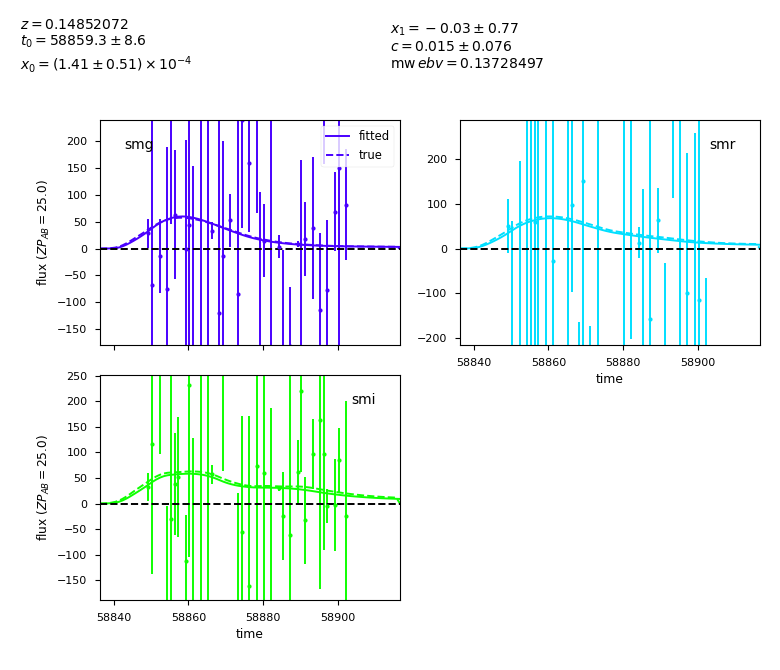 z = 0.14852072
t0 = 58859.3 ± 8.6
x0 = (1.41 ± 0.51) × 10^−4
x1 = −0.03 ± 0.77
c = 0.015 ± 0.076
mwebv = 0.13728497
smg
fitted
true
flux (ZP_AB = 25.0)
200
150
100
50
0
−50
−100
−150
smr
200
100
0
−100
−200
58840 58860 58880 58900
time
smi
flux (ZP_AB = 25.0)
250
200
150
100
50
0
−50
−100
−150
58840 58860 58880 58900
time